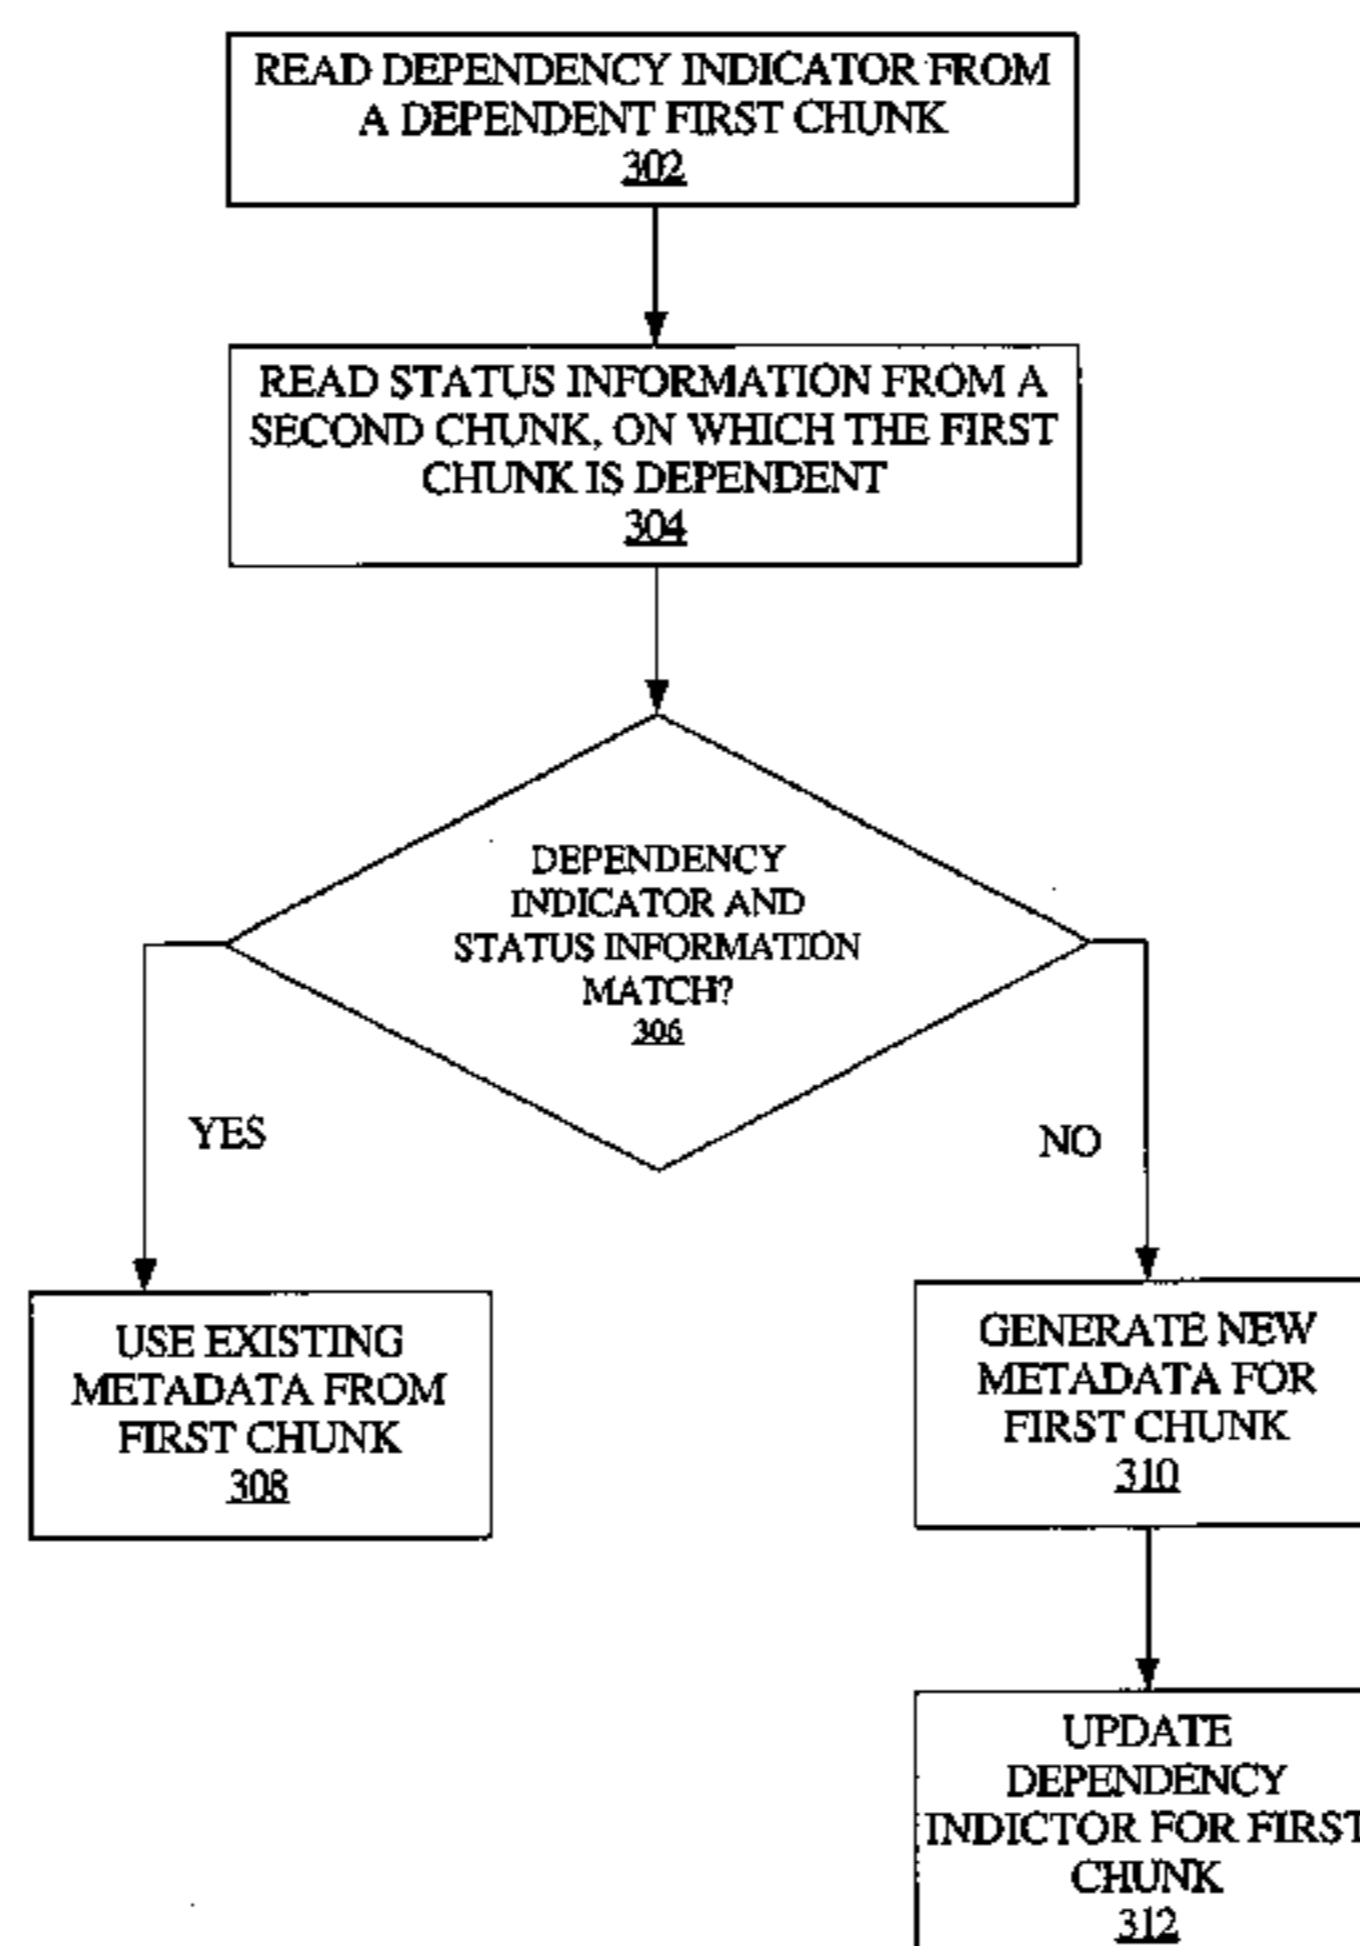 READ DEPENDENCY INDICATOR FROM
A DEPENDENT FIRST CHUNK
302
READ STATUS INFORMATION FROM A
SECOND CHUNK, ON WHICH THE FIRST
CHUNK IS DEPENDENT
304
DEPENDENCY
INDICATOR AND
STATUS INFORMATION
MATCH?
306
YES
NO
USE EXISTING
METADATA FROM
FIRST CHUNK
308
GENERATE NEW
METADATA FOR
FIRST CHUNK
310
UPDATE
DEPENDENCY
INDICTOR FOR FIRST
CHUNK
312